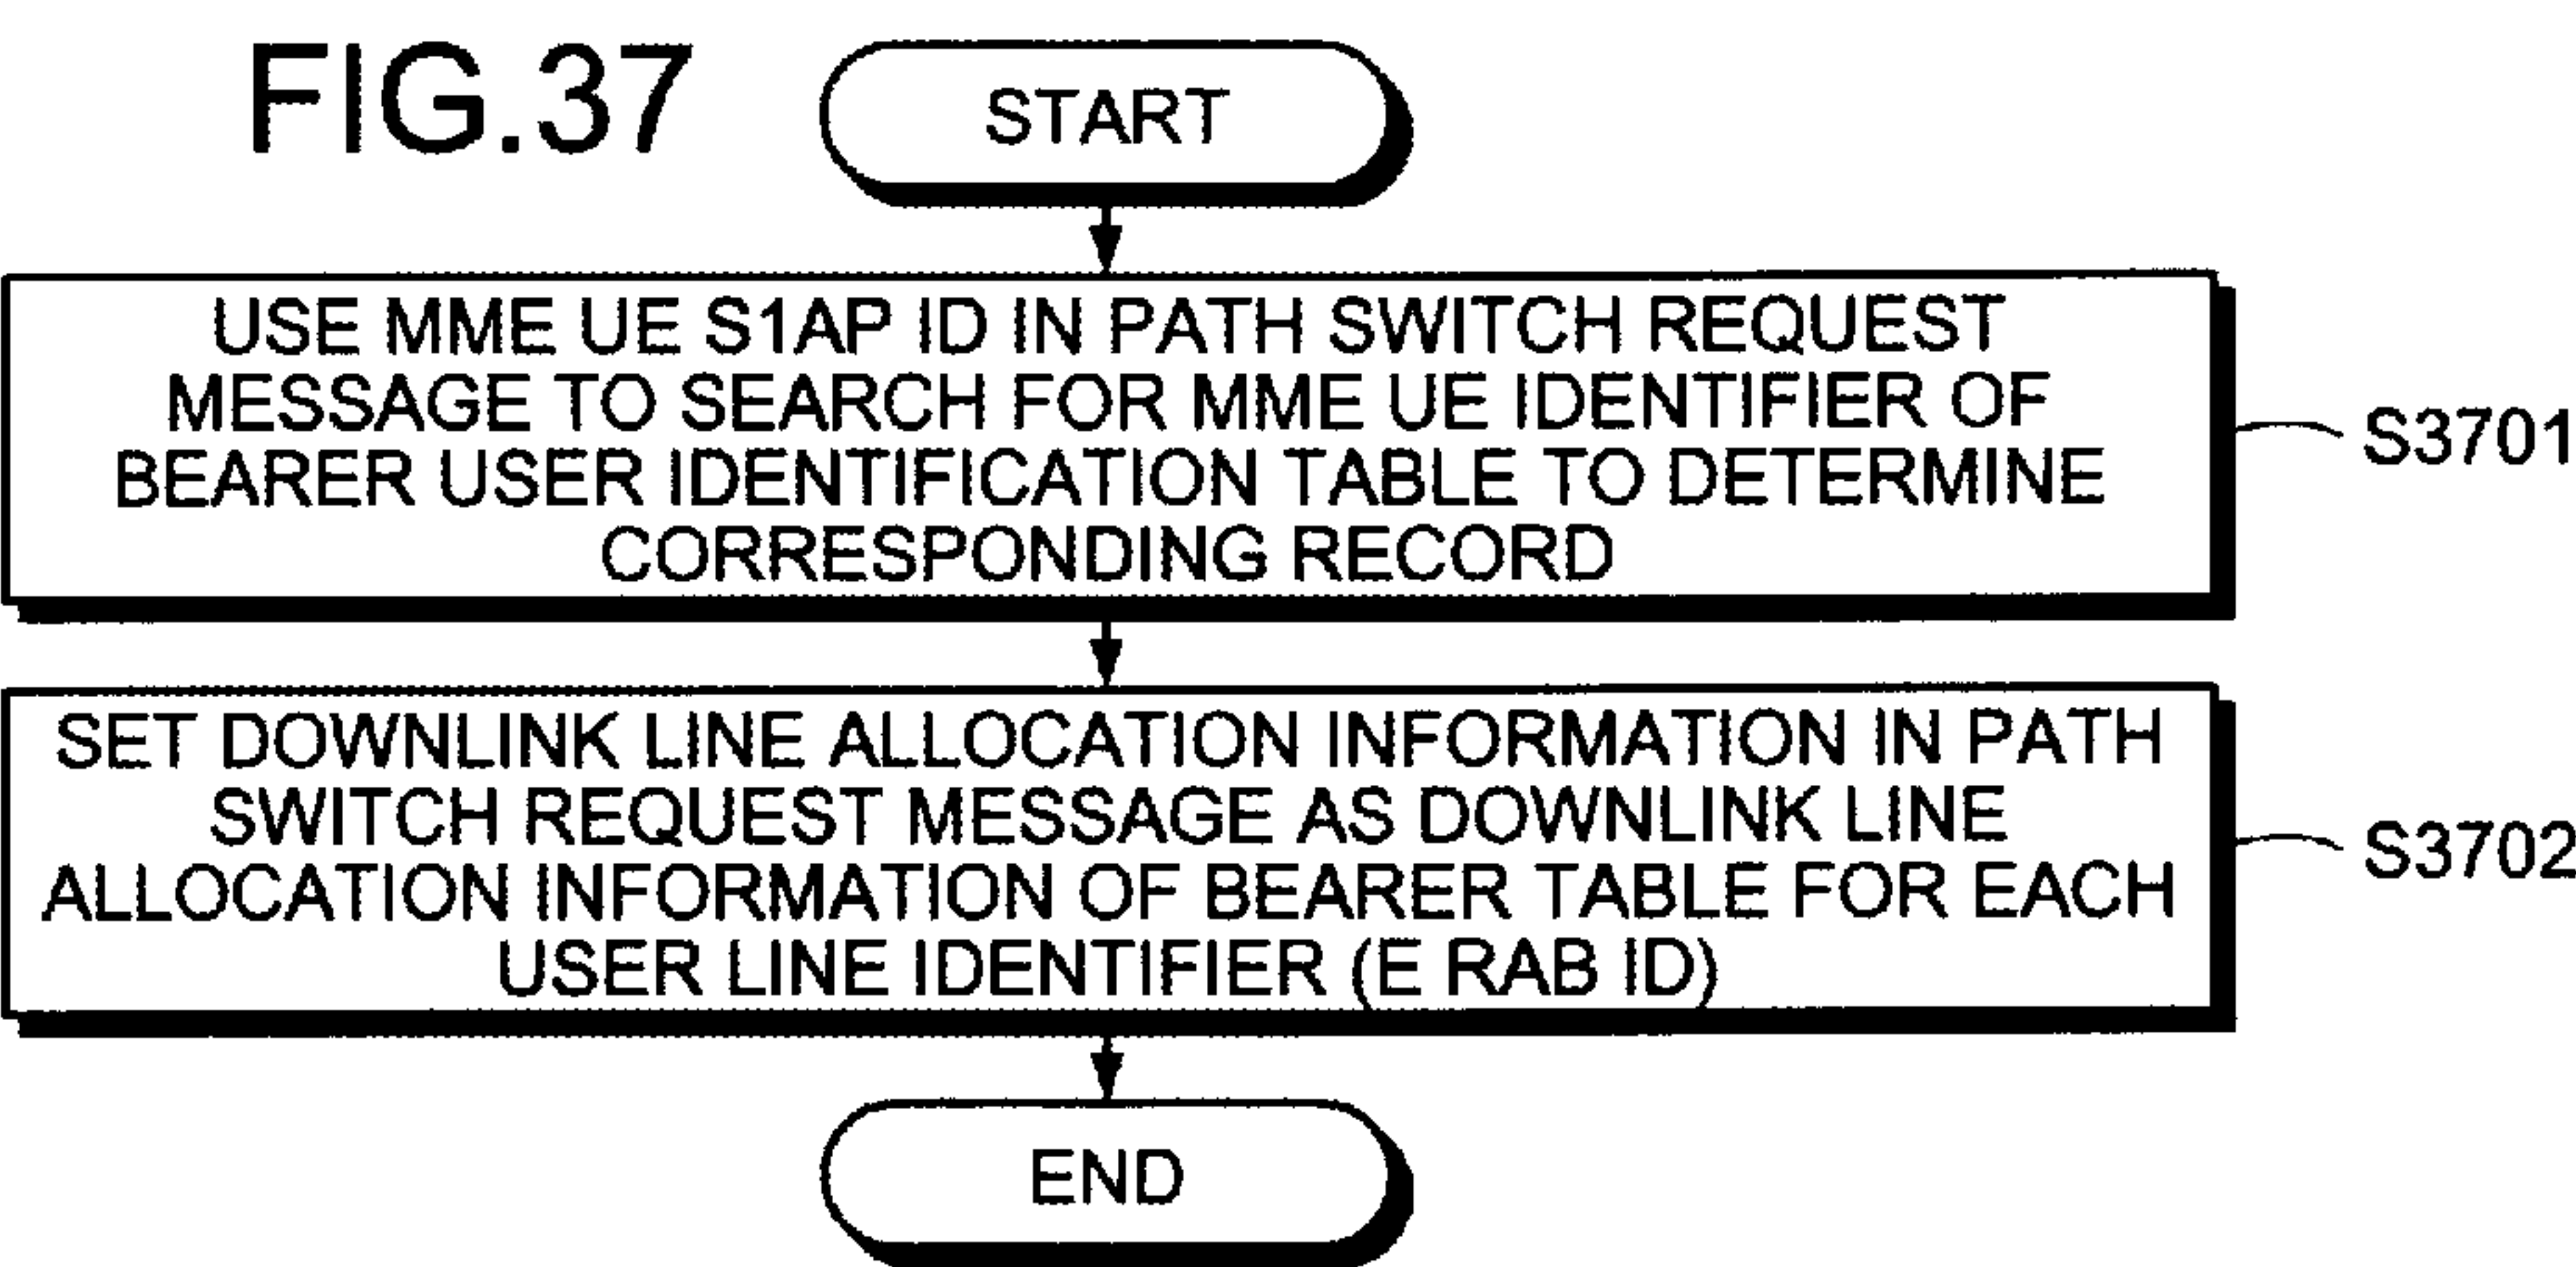 FIG.37
START
USE MME UE S1AP ID IN PATH SWITCH REQUEST
MESSAGE TO SEARCH FOR MME UE IDENTIFIER OF
BEARER USER IDENTIFICATION TABLE TO DETERMINE
CORRESPONDING RECORD
S3701
SET DOWNLINK LINE ALLOCATION INFORMATION IN PATH
SWITCH REQUEST MESSAGE AS DOWNLINK LINE
ALLOCATION INFORMATION OF BEARER TABLE FOR EACH
USER LINE IDENTIFIER (E RAB ID)
S3702
END